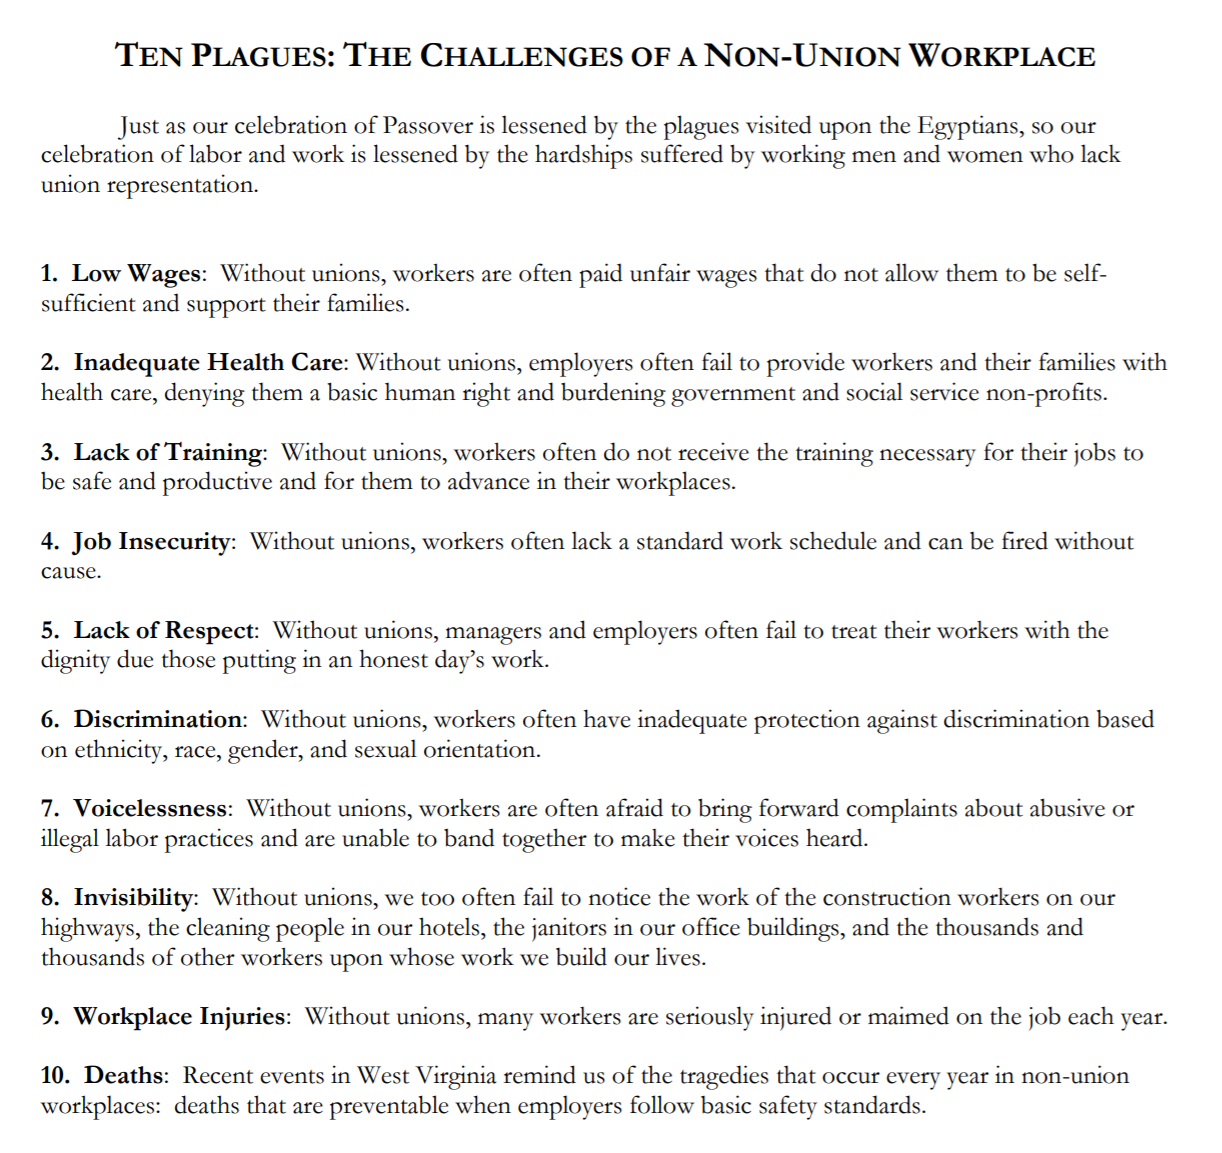 TEN PLAGUES: THE CHALLENGES OF A NON-UNION WORKPLACE
Just as our celebration of Passover is lessened by the plagues visited upon the Egyptians, so our
celebration of labor and work is lessened by the hardships suffered by working men and women who lack
union representation.
1. Low Wages: Without unions, workers are often paid unfair wages that do not allow them to be self-
sufficient and support their families.
2. Inadequate Health Care: Without unions, employers often fail to provide workers and their families with
health care, denying them a basic human right and burdening government and social service non-profits.
3. Lack of Training: Without unions, workers often do not receive the training necessary for their jobs to
be safe and productive and for them to advance in their workplaces.
4. Job Insecurity: Without unions, workers often lack a standard work schedule and can be fired without
cause.
5. Lack of Respect: Without unions, managers and employers often fail to treat their workers with the
dignity due those putting in an honest day’s work.
6. Discrimination: Without unions, workers often have inadequate protection against discrimination based
on ethnicity, race, gender, and sexual orientation.
7. Voicelessness: Without unions, workers are often afraid to bring forward complaints about abusive or
illegal labor practices and are unable to band together to make their voices heard.
8. Invisibility: Without unions, we too often fail to notice the work of the construction workers on our
highways, the cleaning people in our hotels, the janitors in our office buildings, and the thousands and
thousands of other workers upon whose work we build our lives.
9. Workplace Injuries: Without unions, many workers are seriously injured or maimed on the job each year.
10. Deaths: Recent events in West Virginia remind us of the tragedies that occur every year in non-union
workplaces: deaths that are preventable when employers follow basic safety standards.